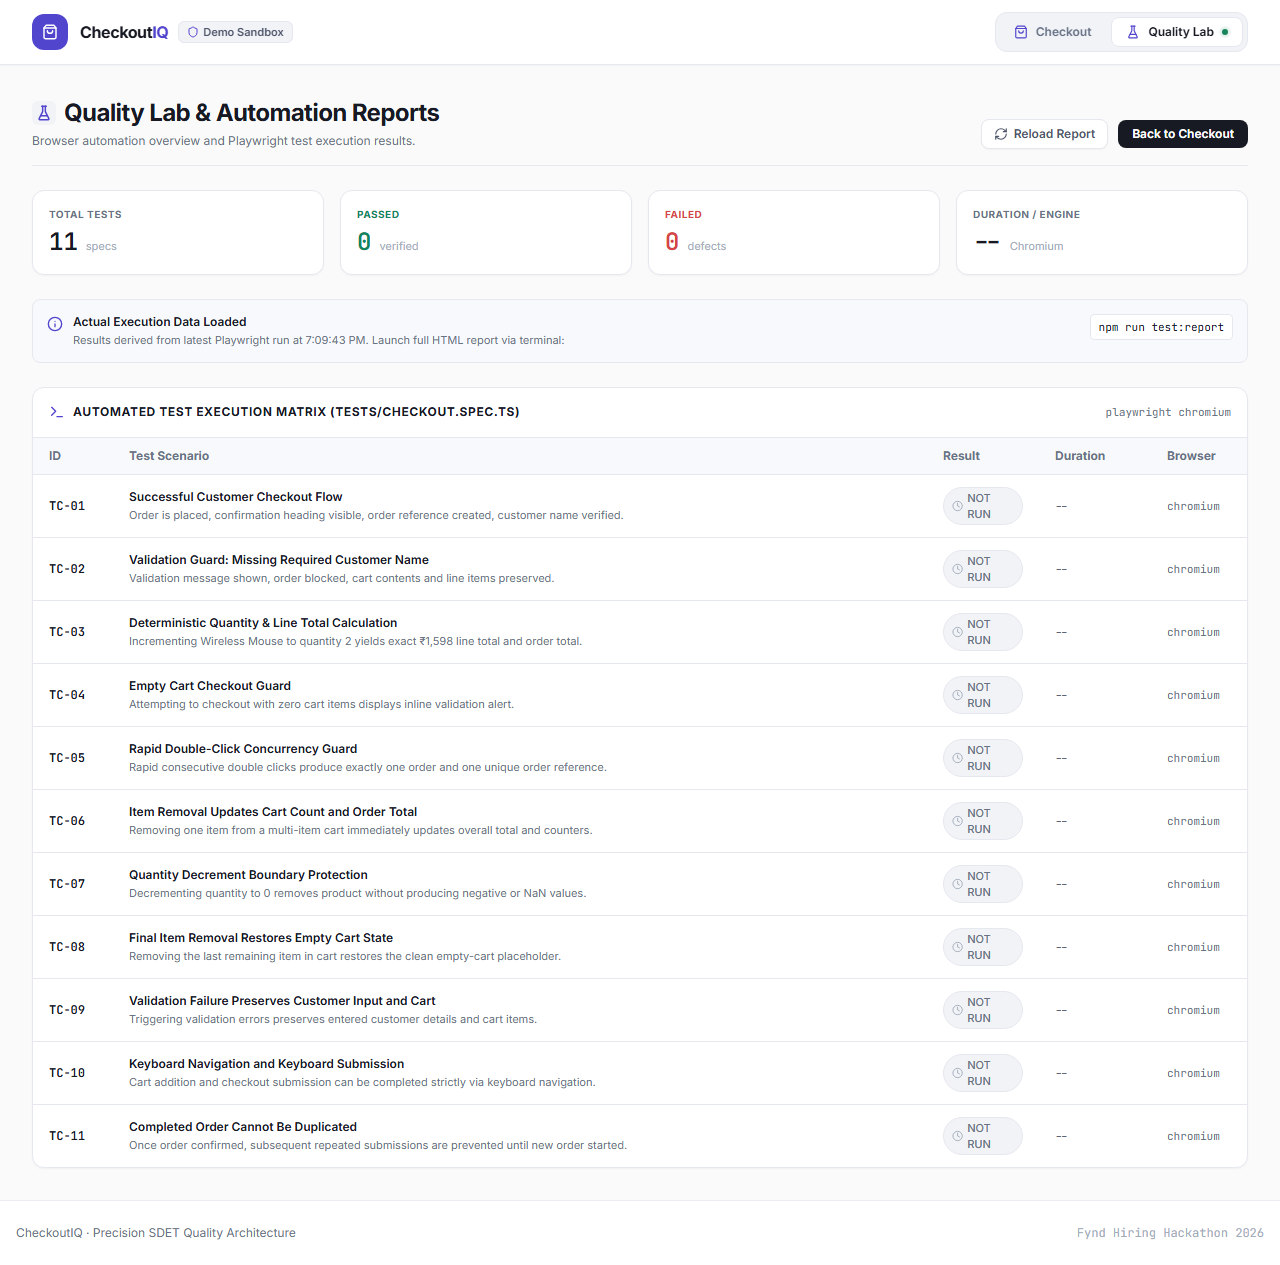 CheckoutIQ
Demo Sandbox
Checkout
Quality Lab
Quality Lab & Automation Reports
Browser automation overview and Playwright test execution results.
Reload Report
Back to Checkout
TOTAL TESTS
11 specs
PASSED
0 verified
FAILED
0 defects
DURATION / ENGINE
-- Chromium
Actual Execution Data Loaded
Results derived from latest Playwright run at 7:09:43 PM. Launch full HTML report via terminal:
npm run test:report
AUTOMATED TEST EXECUTION MATRIX (TESTS/CHECKOUT.SPEC.TS)
playwright chromium
ID Test Scenario Result Duration Browser
TC-01
Successful Customer Checkout Flow
Order is placed, confirmation heading visible, order reference created, customer name verified.
NOT
RUN
--
chromium
TC-02
Validation Guard: Missing Required Customer Name
Validation message shown, order blocked, cart contents and line items preserved.
NOT
RUN
--
chromium
TC-03
Deterministic Quantity & Line Total Calculation
Incrementing Wireless Mouse to quantity 2 yields exact ₹1,598 line total and order total.
NOT
RUN
--
chromium
TC-04
Empty Cart Checkout Guard
Attempting to checkout with zero cart items displays inline validation alert.
NOT
RUN
--
chromium
TC-05
Rapid Double-Click Concurrency Guard
Rapid consecutive double clicks produce exactly one order and one unique order reference.
NOT
RUN
--
chromium
TC-06
Item Removal Updates Cart Count and Order Total
Removing one item from a multi-item cart immediately updates overall total and counters.
NOT
RUN
--
chromium
TC-07
Quantity Decrement Boundary Protection
Decrementing quantity to 0 removes product without producing negative or NaN values.
NOT
RUN
--
chromium
TC-08
Final Item Removal Restores Empty Cart State
Removing the last remaining item in cart restores the clean empty-cart placeholder.
NOT
RUN
--
chromium
TC-09
Validation Failure Preserves Customer Input and Cart
Triggering validation errors preserves entered customer details and cart items.
NOT
RUN
--
chromium
TC-10
Keyboard Navigation and Keyboard Submission
Cart addition and checkout submission can be completed strictly via keyboard navigation.
NOT
RUN
--
chromium
TC-11
Completed Order Cannot Be Duplicated
Once order confirmed, subsequent repeated submissions are prevented until new order started.
NOT
RUN
--
chromium
CheckoutIQ · Precision SDET Quality Architecture
Fynd Hiring Hackathon 2026